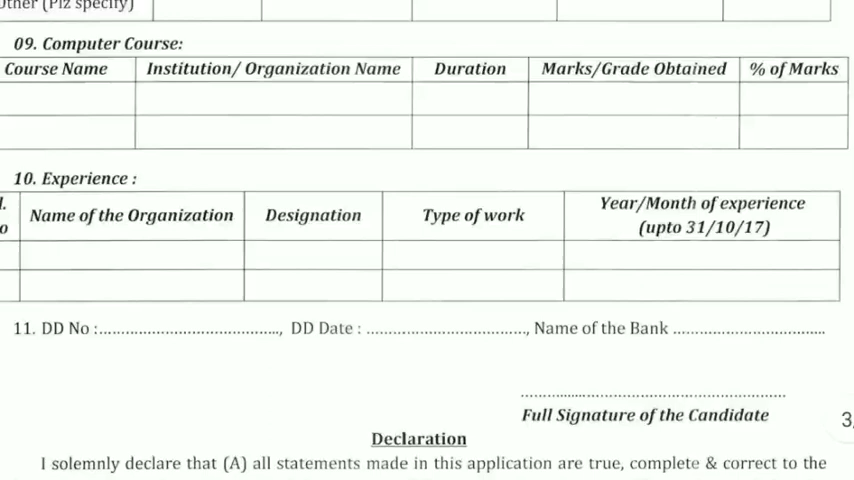 Other (Plz specify)
09. Computer Course:
Course Name Institution/ Organization Name Duration Marks/Grade Obtained % of Marks
10. Experience :
l. Name of the Organization Designation Type of work Year/Month of experience
o (upto 31/10/17)
11. DD No :..............................................., DD Date : ........................................., Name of the Bank .......................................
.....................................................................
Full Signature of the Candidate
3/
Declaration
I solemnly declare that (A) all statements made in this application are true, complete & correct to the